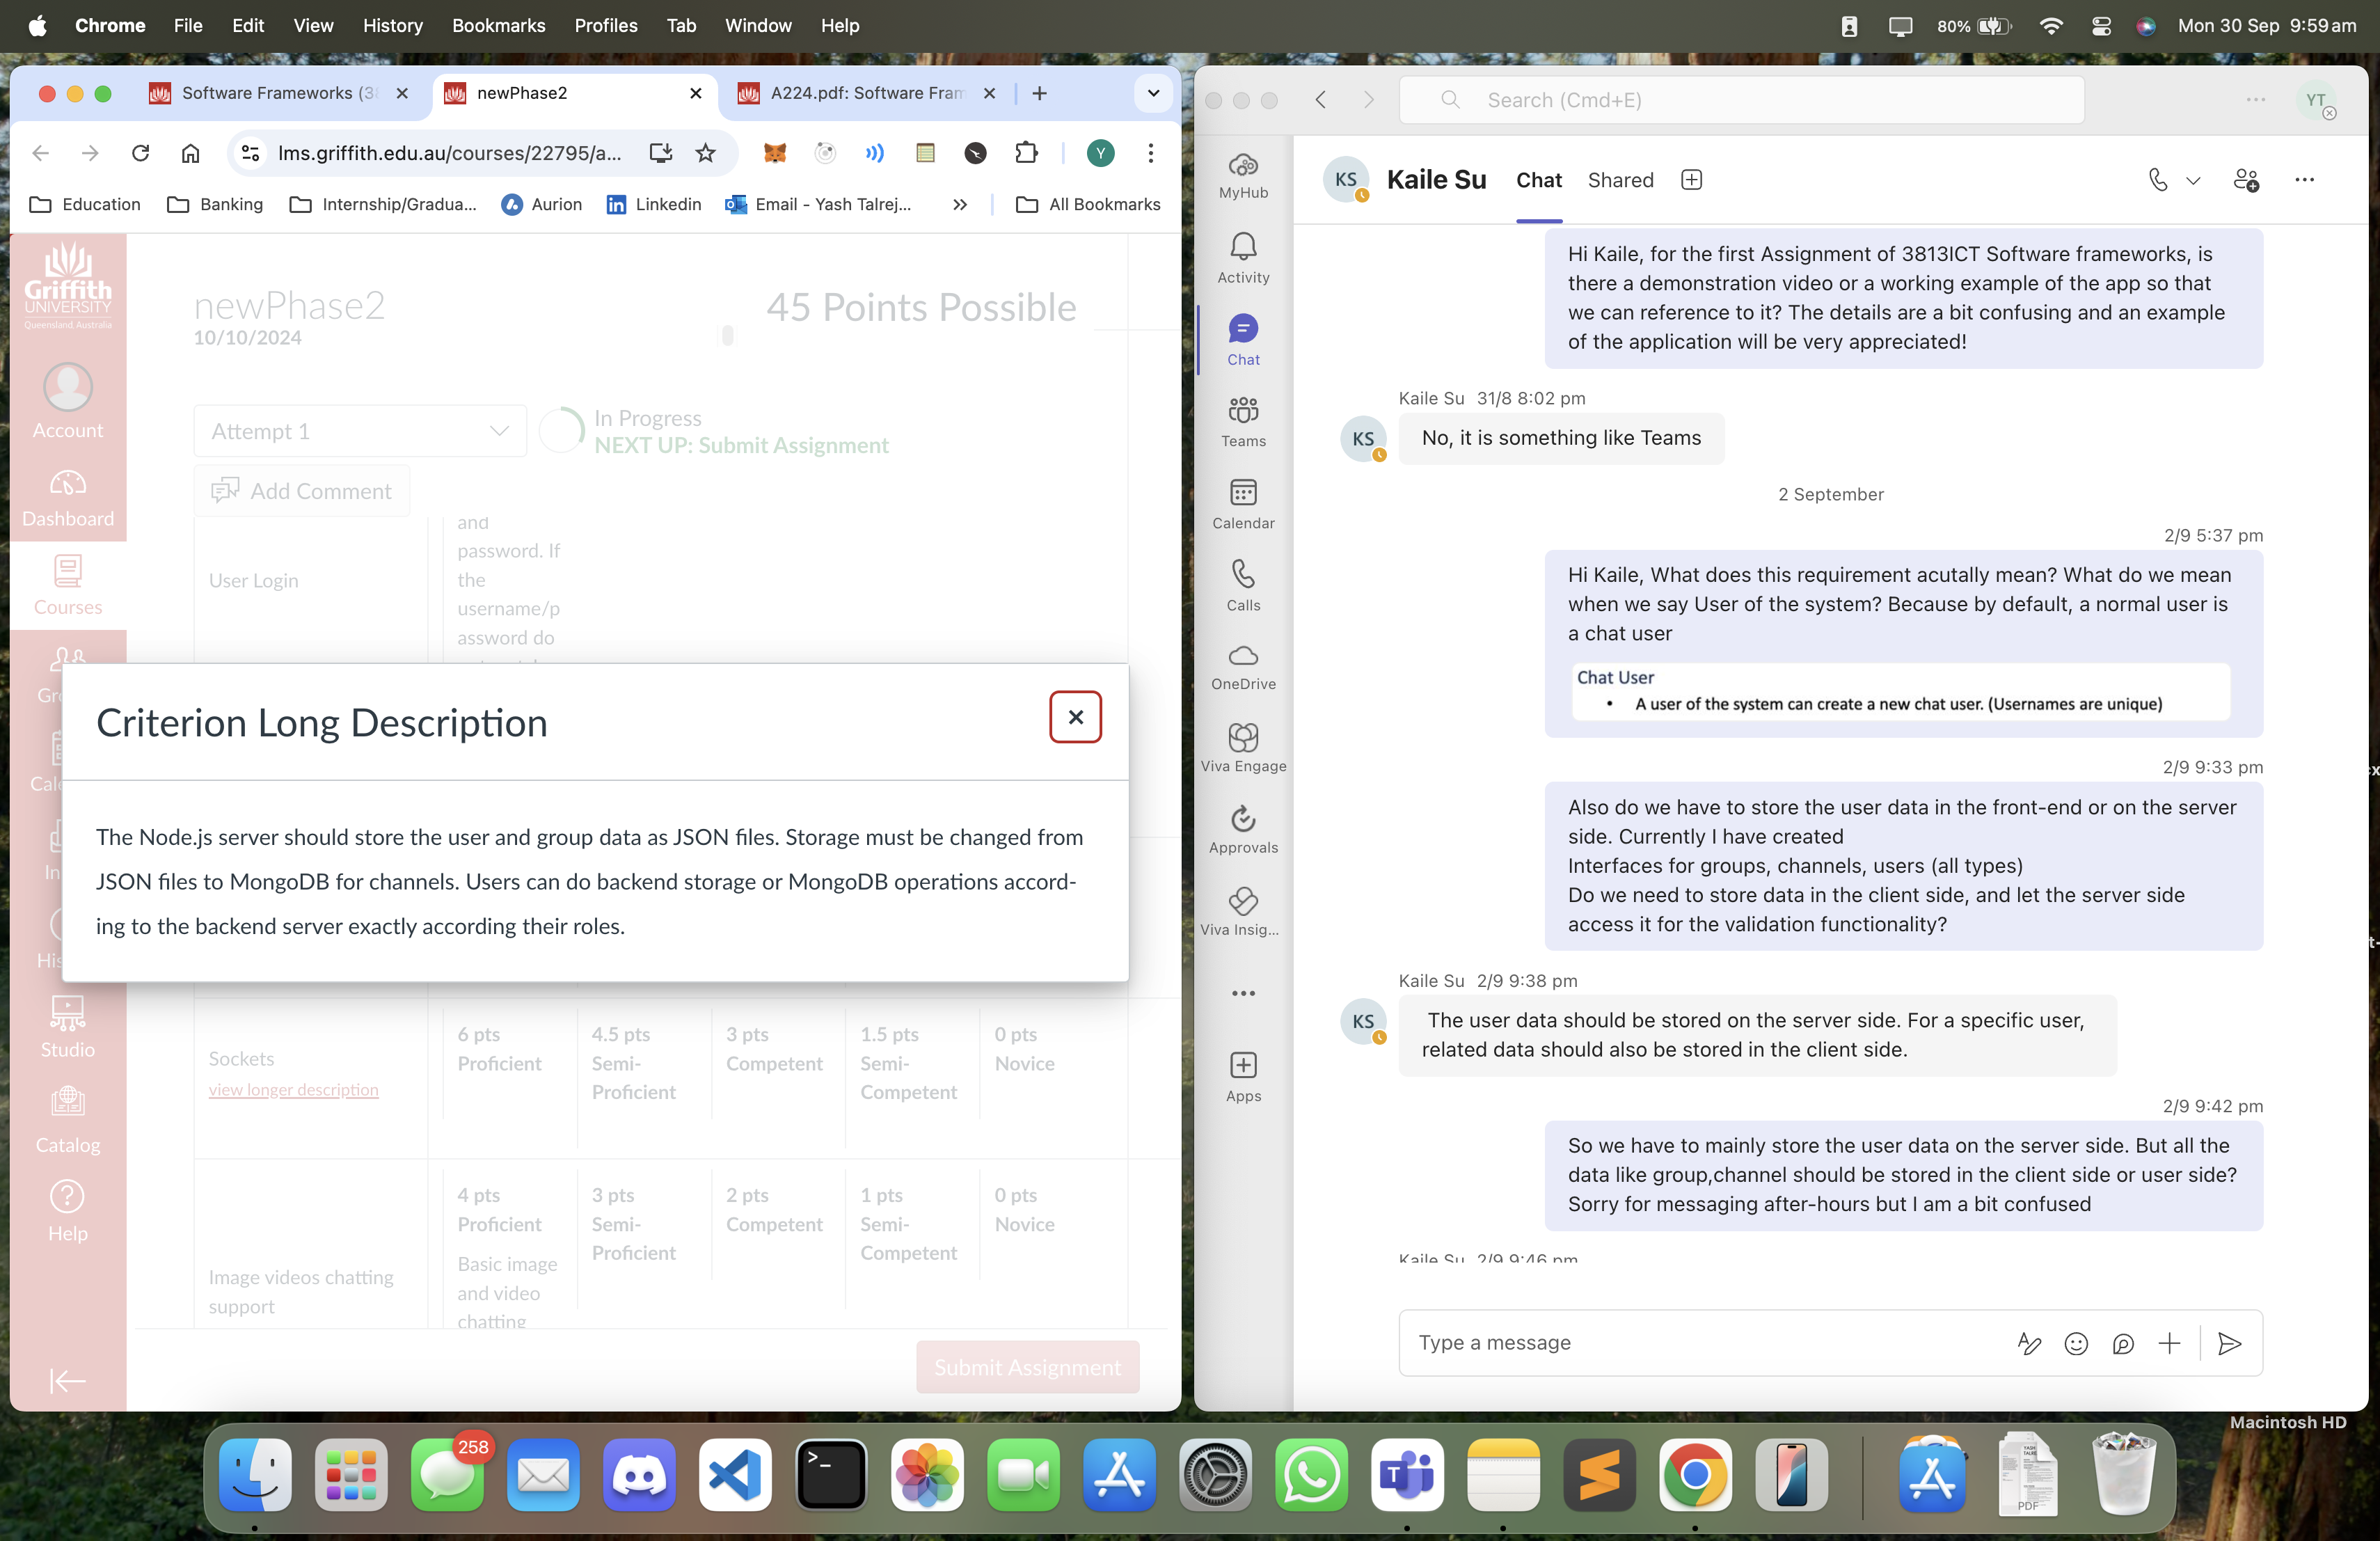 Chrome File Edit View History Bookmarks Profiles Tab Window Help
80%
Mon 30 Sep 9:59 am
Software Frameworks (38
newPhase2
A224.pdf: Software Fram
lms.griffith.edu.au/courses/22795/a...
Y
Education
Banking
Internship/Gradua...
Aurion
Linkedin
Email - Yash Talrej...
All Bookmarks
Griffith
UNIVERSITY
Queensland, Australia
Account
Dashboard
Courses
Gro
Cale
In
His
Studio
Catalog
Help
newPhase2
10/10/2024
45 Points Possible
Attempt 1
In Progress
NEXT UP: Submit Assignment
Add Comment
User Login
and
password. If
the
username/p
assword do
Criterion Long Description
The Node.js server should store the user and group data as JSON files. Storage must be changed from
JSON files to MongoDB for channels. Users can do backend storage or MongoDB operations accord-
ing to the backend server exactly according their roles.
Sockets
view longer description
6 pts
Proficient
4.5 pts
Semi-
Proficient
3 pts
Competent
1.5 pts
Semi-
Competent
0 pts
Novice
Image videos chatting
support
4 pts
Proficient
Basic image
and video
chatting
3 pts
Semi-
Proficient
2 pts
Competent
1 pts
Semi-
Competent
0 pts
Novice
Submit Assignment
Search (Cmd+E)
YT
MyHub
Activity
Chat
Teams
Calendar
Calls
OneDrive
Viva Engage
Approvals
Viva Insig...
Apps
KS
Kaile Su
Chat
Shared
Hi Kaile, for the first Assignment of 3813ICT Software frameworks, is
there a demonstration video or a working example of the app so that
we can reference to it? The details are a bit confusing and an example
of the application will be very appreciated!
Kaile Su 31/8 8:02 pm
KS
No, it is something like Teams
2 September
2/9 5:37 pm
Hi Kaile, What does this requirement acutally mean? What do we mean
when we say User of the system? Because by default, a normal user is
a chat user
Chat User
• A user of the system can create a new chat user. (Usernames are unique)
2/9 9:33 pm
Also do we have to store the user data in the front-end or on the server
side. Currently I have created
Interfaces for groups, channels, users (all types)
Do we need to store data in the client side, and let the server side
access it for the validation functionality?
Kaile Su 2/9 9:38 pm
KS
The user data should be stored on the server side. For a specific user,
related data should also be stored in the client side.
2/9 9:42 pm
So we have to mainly store the user data on the server side. But all the
data like group,channel should be stored in the client side or user side?
Sorry for messaging after-hours but I am a bit confused
Kaile Su 2/9 9:46 pm
Type a message
Macintosh HD
258
PDF